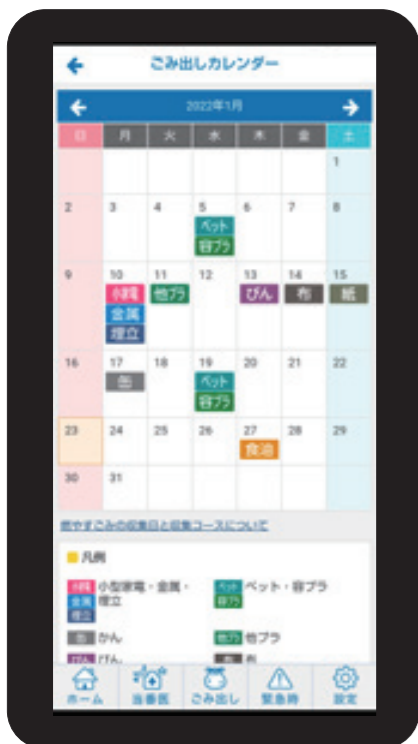 ごみ出しカレンダー
2022年1月
日 月 火 水 木 金 土
1
2 3 4 5 6 7 8
ペット
容プラ
9 10 11 12 13 14 15
小家電 他プラ びん 布 紙
金属
埋立
16 17 18 19 20 21 22
缶 ペット
容プラ
23 24 25 26 27 28 29
食油
30 31
燃やすごみの収集日と収集コースについて
凡例
小家電 小型家電・金属・ ペット ペット・容プラ
金属 埋立 容プラ
埋立
缶 かん 他プラ 他プラ
びん びん 布 布
ホーム 当番医 ごみ出し 緊急時 設定